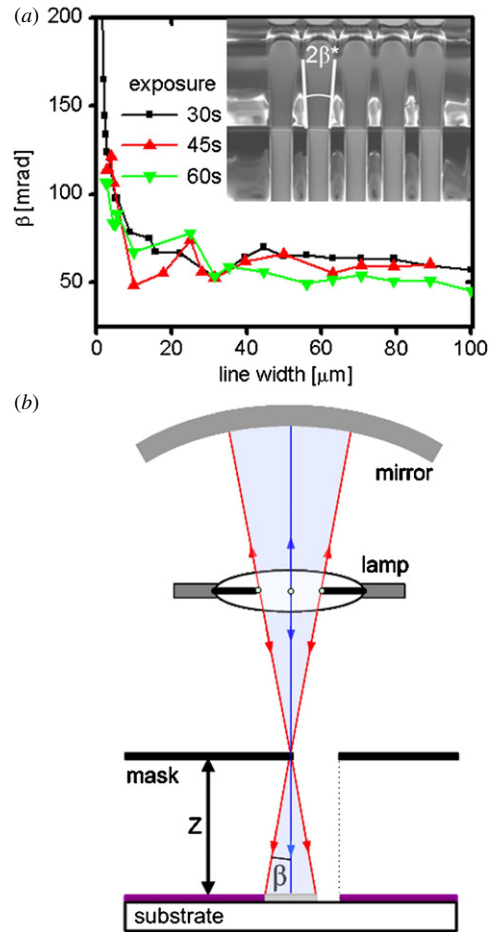 (a)
200
150
100
50
β [mrad]
exposure
30s
45s
60s
2β*
0 20 40 60 80 100
line width [μm]
(b)
mirror
lamp
mask
z
β
substrate